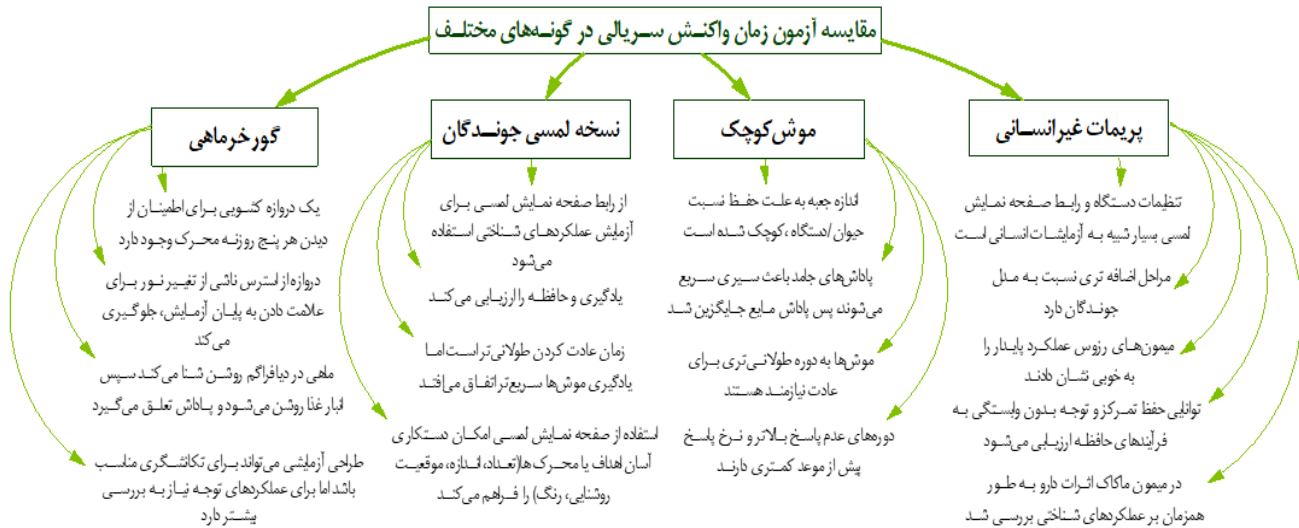 مقایسه آزمون زمان واکنش سریالی در گونه‌های مختلف
پریمات غیرانسانی
تنظیمات دستگاه و رابط صفحه نمایش
لمسی بسیار شبیه به آزمایشات انسانی است
مراحل اضافه تری نسبت به مدل
جوندگان دارد
میمون‌های رزوس عملکرد پایدار را
به خوبی نشان دادند
توانایی حفظ تمرکز و توجه بدون وابستگی به
فرآیندهای حافظه ارزیابی می‌شود
در میمون ماکاک اثرات دارو به طور
همزمان بر عملکردهای شناختی بررسی شد
موش کوچک
اندازه جعبه به علت حفظ نسبت
حیوان/دستگاه ،کوچک شده است
پاداش‌های جامد باعث سیری سریع
می‌شوند، پس پاداش مایع جایگزین شد
موش‌ها به دوره طولانی‌تری برای
عادت نیازمند هستند
دوره‌های عدم پاسخ بالاتر و نرخ پاسخ
پیش از موعد کمتری دارند
نسخه لمسی جوندگان
از رابط صفحه نمایش لمسی برای
آزمایش عملکردهای شناختی استفاده
می‌شود
یادگیری و حافظه را ارزیابی می‌کند
زمان عادت کردن طولانی‌تر است اما
یادگیری موش‌ها سریع‌تر اتفاق می‌افتد
استفاده از صفحه نمایش لمسی امکان دستکاری
آسان اهداف یا محرک ها(تعداد، اندازه، موقعیت
روشنایی، رنگ) را فراهم می‌کند
گورخرماهی
یک دروازه کشویی برای اطمینان از
دیدن هر پنج روزنه محرک وجود دارد
دروازه از استرس ناشی از تغییر نور برای
علامت دادن به پایان آزمایش، جلوگیری
می‌کند
ماهی در دیافراگم روشن شنا می‌کند سپس
انبار غذا روشن می‌شود و پاداش تعلق می‌گیرد
طراحی آزمایشی می‌تواند برای تکانشگری مناسب
باشد اما برای عملکردهای توجه نیاز به بررسی
بیشتر دارد